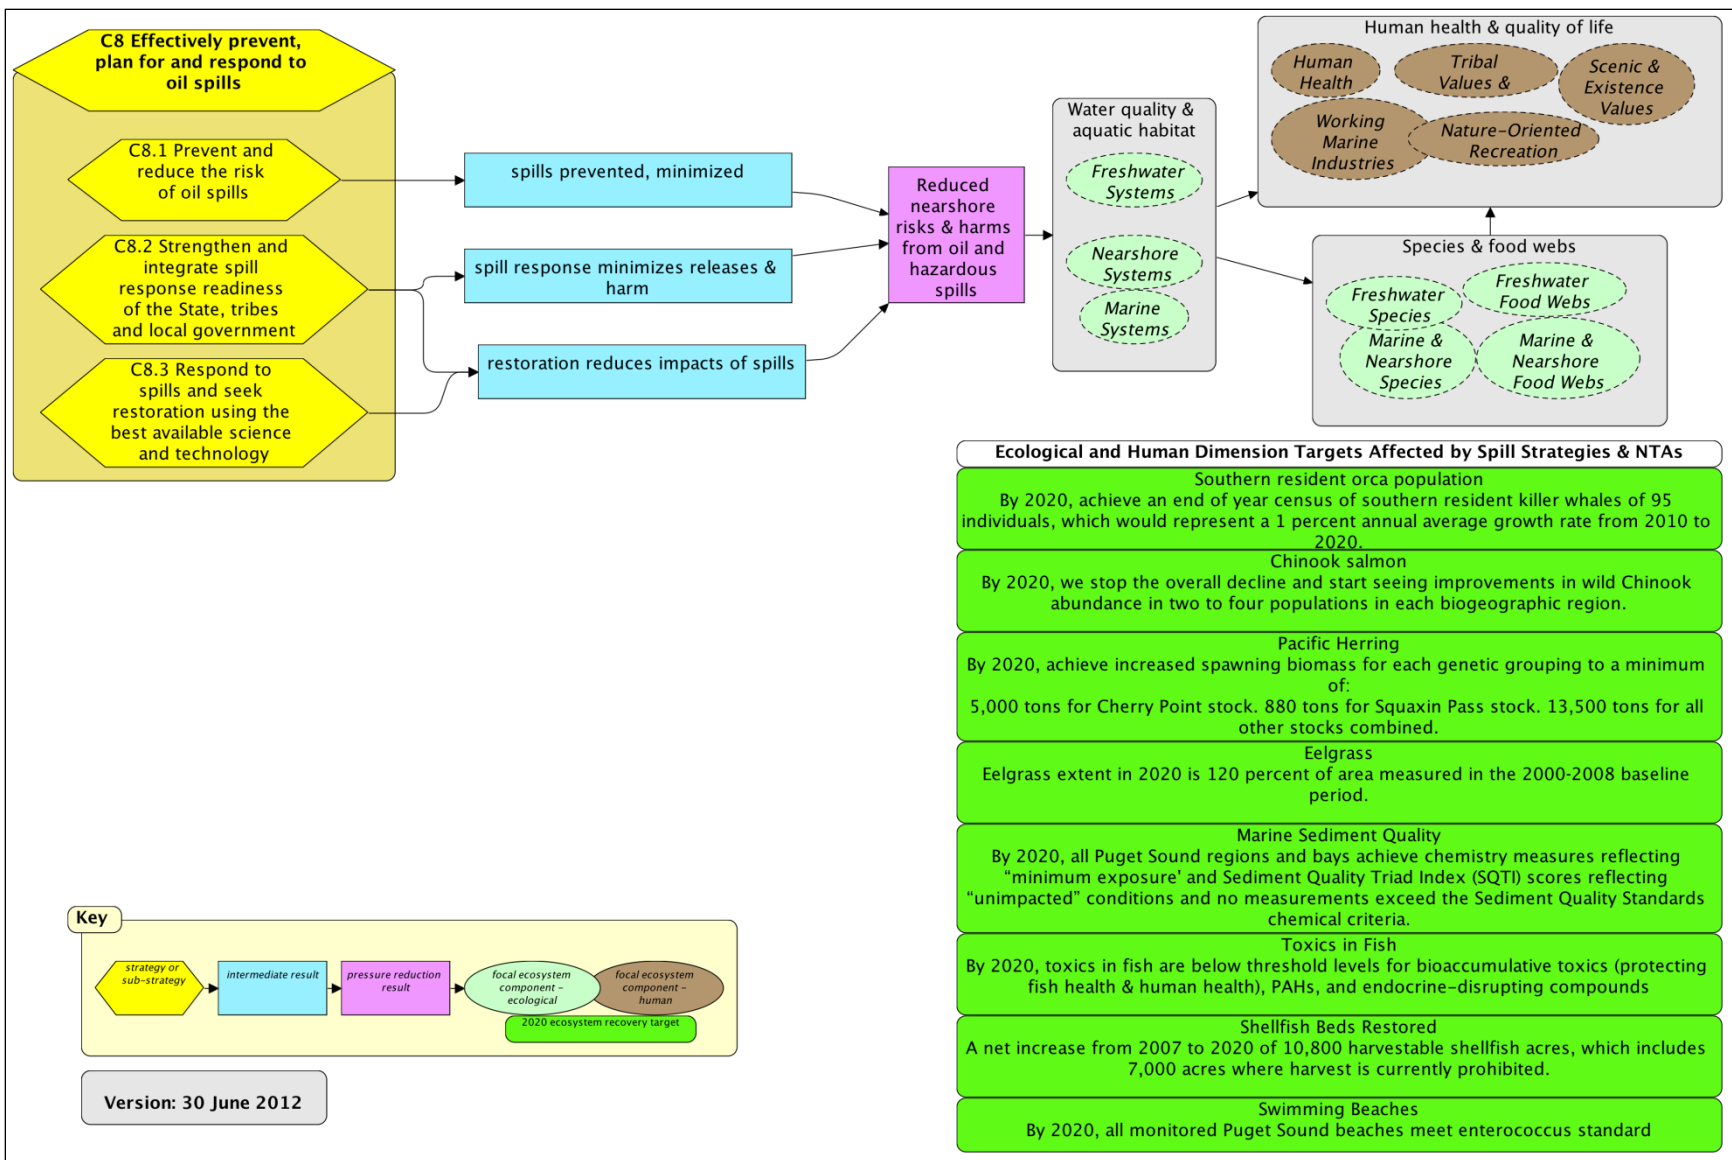 C8 Effectively prevent,
plan for and respond to
oil spills
C8.1 Prevent and
reduce the risk
of oil spills
C8.2 Strengthen and
integrate spill
response readiness
of the State, tribes
and local government
C8.3 Respond to
spills and seek
restoration using the
best available science
and technology
spills prevented, minimized
spill response minimizes releases &
harm
restoration reduces impacts of spills
Reduced
nearshore
risks & harms
from oil and
hazardous
spills
Water quality &
aquatic habitat
Freshwater
Systems
Nearshore
Systems
Marine
Systems
Human health & quality of life
Human
Health
Tribal
Values &
Scenic &
Existence
Values
Working
Marine
Industries
Nature-Oriented
Recreation
Species & food webs
Freshwater
Species
Freshwater
Food Webs
Marine &
Nearshore
Species
Marine &
Nearshore
Food Webs
Ecological and Human Dimension Targets Affected by Spill Strategies & NTAs
Southern resident orca population
By 2020, achieve an end of year census of southern resident killer whales of 95
individuals, which would represent a 1 percent annual average growth rate from 2010 to
2020.
Chinook salmon
By 2020, we stop the overall decline and start seeing improvements in wild Chinook
abundance in two to four populations in each biogeographic region.
Pacific Herring
By 2020, achieve increased spawning biomass for each genetic grouping to a minimum
of:
5,000 tons for Cherry Point stock. 880 tons for Squaxin Pass stock. 13,500 tons for all
other stocks combined.
Eelgrass
Eelgrass extent in 2020 is 120 percent of area measured in the 2000-2008 baseline
period.
Marine Sediment Quality
By 2020, all Puget Sound regions and bays achieve chemistry measures reflecting
“minimum exposure' and Sediment Quality Triad Index (SQTI) scores reflecting
“unimpacted” conditions and no measurements exceed the Sediment Quality Standards
chemical criteria.
Toxics in Fish
By 2020, toxics in fish are below threshold levels for bioaccumulative toxics (protecting
fish health & human health), PAHs, and endocrine-disrupting compounds
Shellfish Beds Restored
A net increase from 2007 to 2020 of 10,800 harvestable shellfish acres, which includes
7,000 acres where harvest is currently prohibited.
Swimming Beaches
By 2020, all monitored Puget Sound beaches meet enterococcus standard
Key
strategy or
sub-strategy
intermediate result
pressure reduction
result
focal ecosystem
component -
ecological
focal ecosystem
component -
human
2020 ecosystem recovery target
Version: 30 June 2012